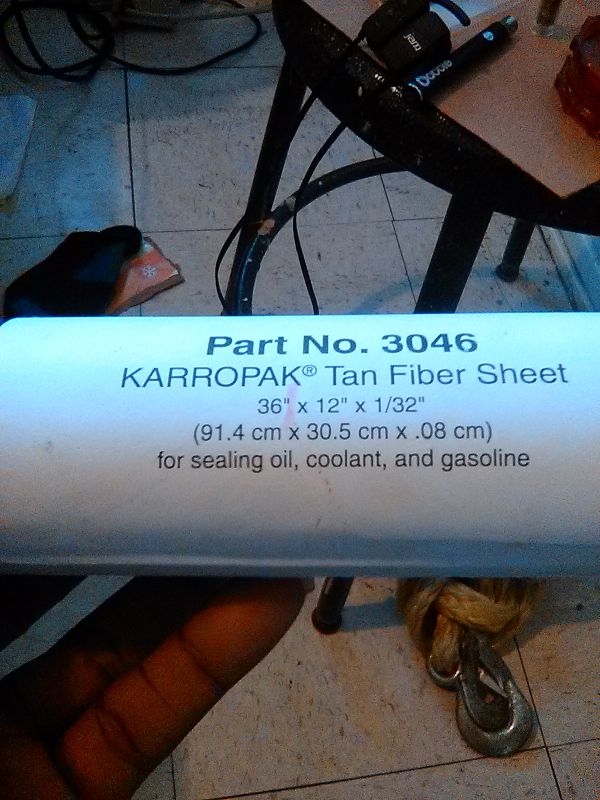 jam
Part No. 3046
KARROPAK® Tan Fiber Sheet
36" x 12" x 1/32"
(91.4 cm x 30.5 cm x .08 cm)
for sealing oil, coolant, and gasoline